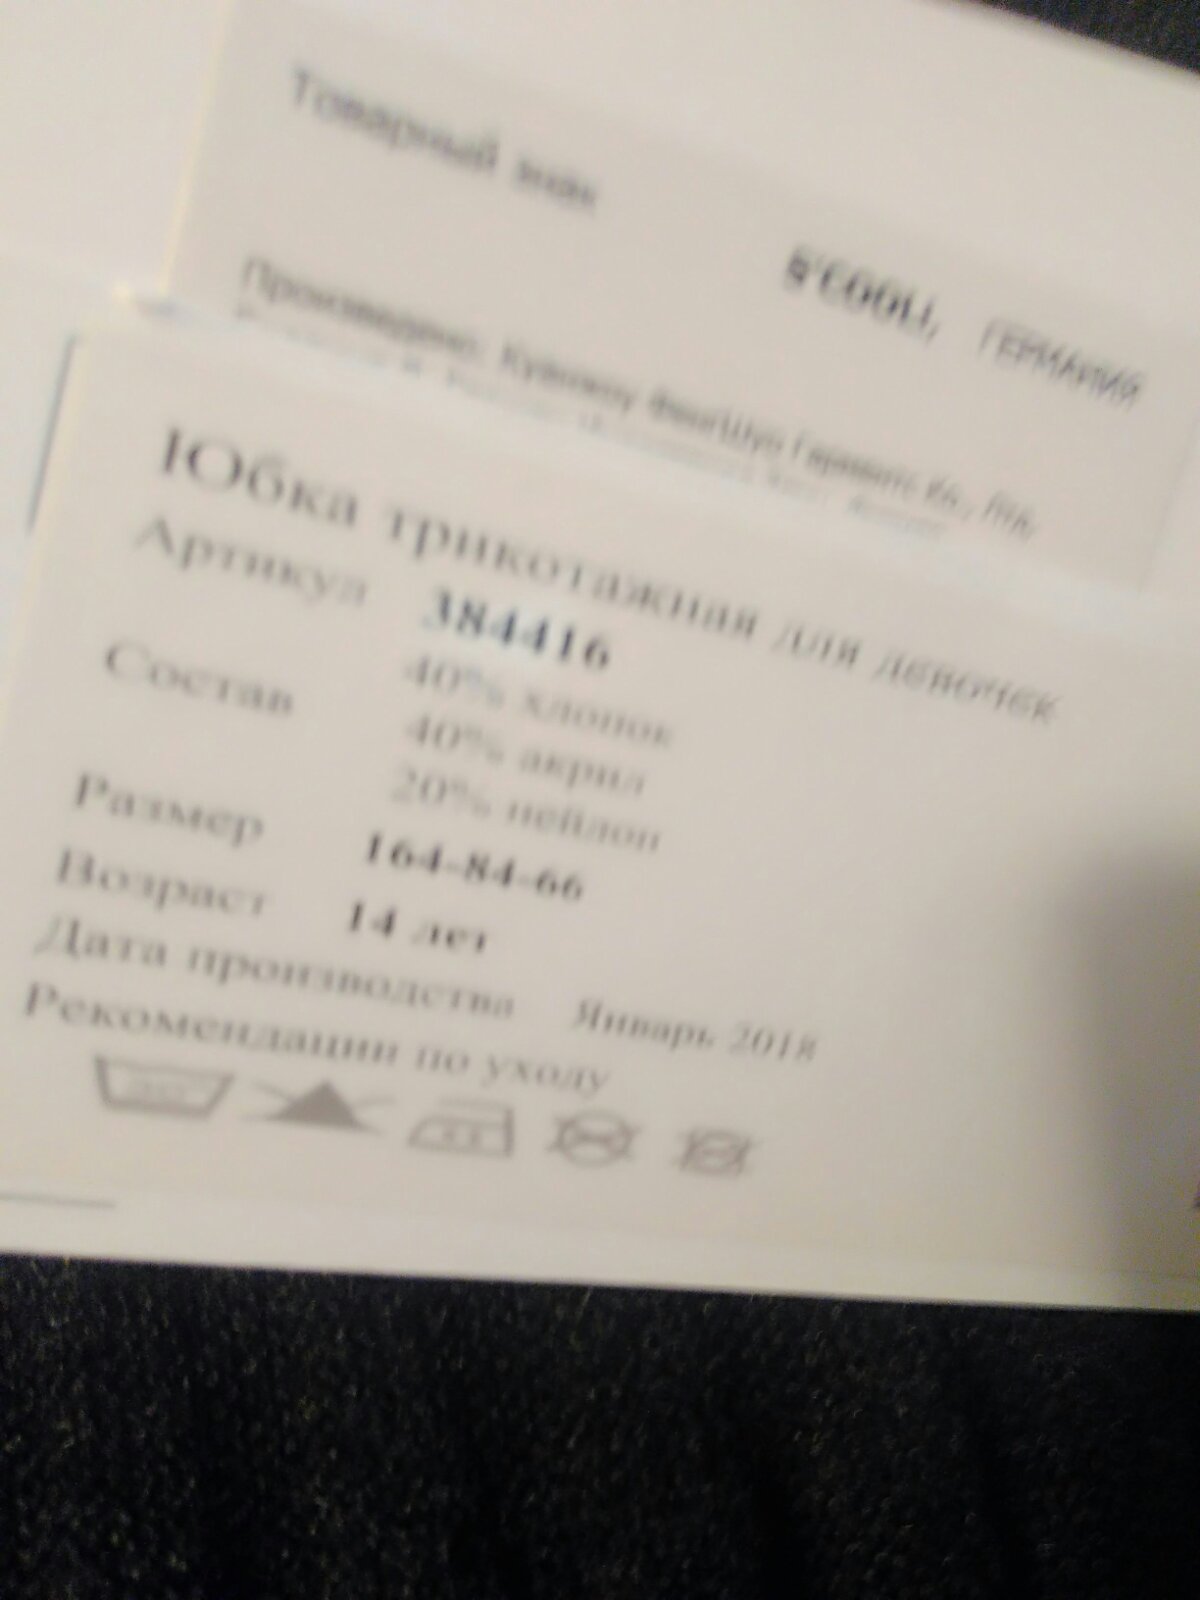 Товарный знак
S'COOL!, ГЕРМАНИЯ
Произведено:
Юбка трикотажная для девочек
Артикул 384416
Состав 40% хлопок
40% акрил
20% нейлон
Размер 164-84-66
Возраст 14 лет
Дата производства Январь 2018
Рекомендации по уходу